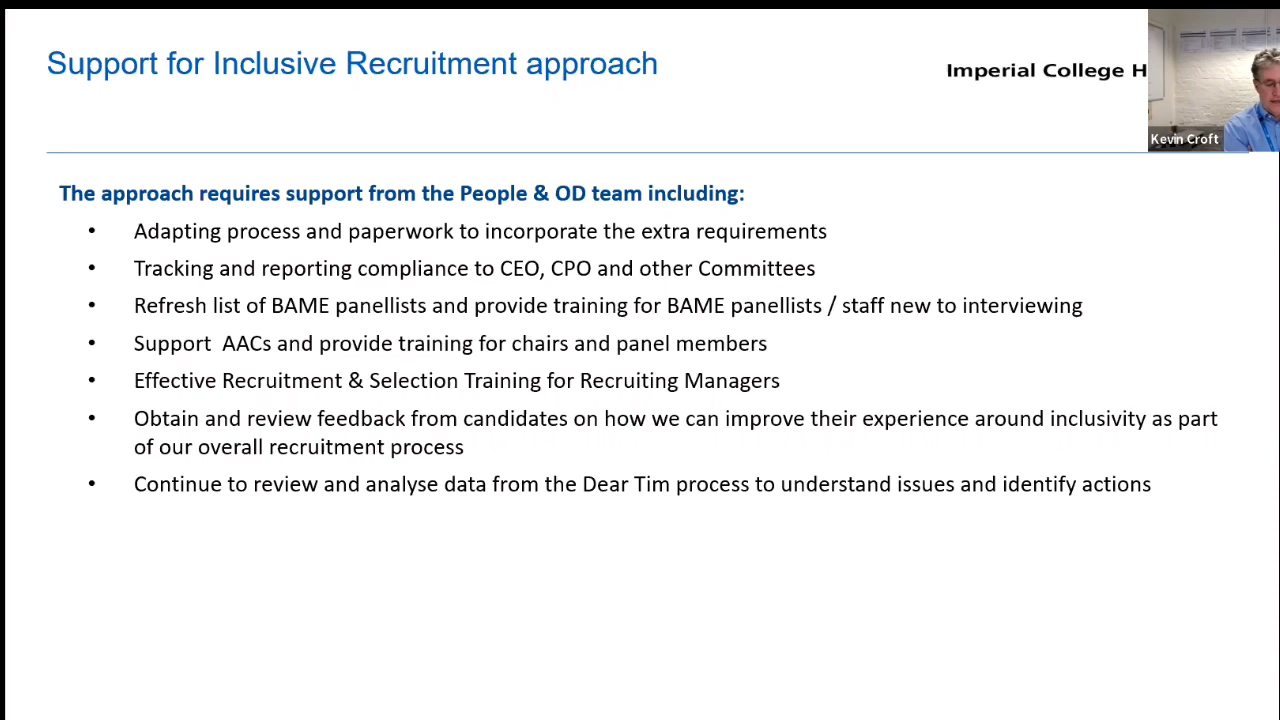 Support for Inclusive Recruitment approach
Imperial College H
Kevin Croft
The approach requires support from the People & OD team including:
• Adapting process and paperwork to incorporate the extra requirements
• Tracking and reporting compliance to CEO, CPO and other Committees
• Refresh list of BAME panellists and provide training for BAME panellists / staff new to interviewing
• Support  AACs and provide training for chairs and panel members
• Effective Recruitment & Selection Training for Recruiting Managers
• Obtain and review feedback from candidates on how we can improve their experience around inclusivity as part
of our overall recruitment process
• Continue to review and analyse data from the Dear Tim process to understand issues and identify actions